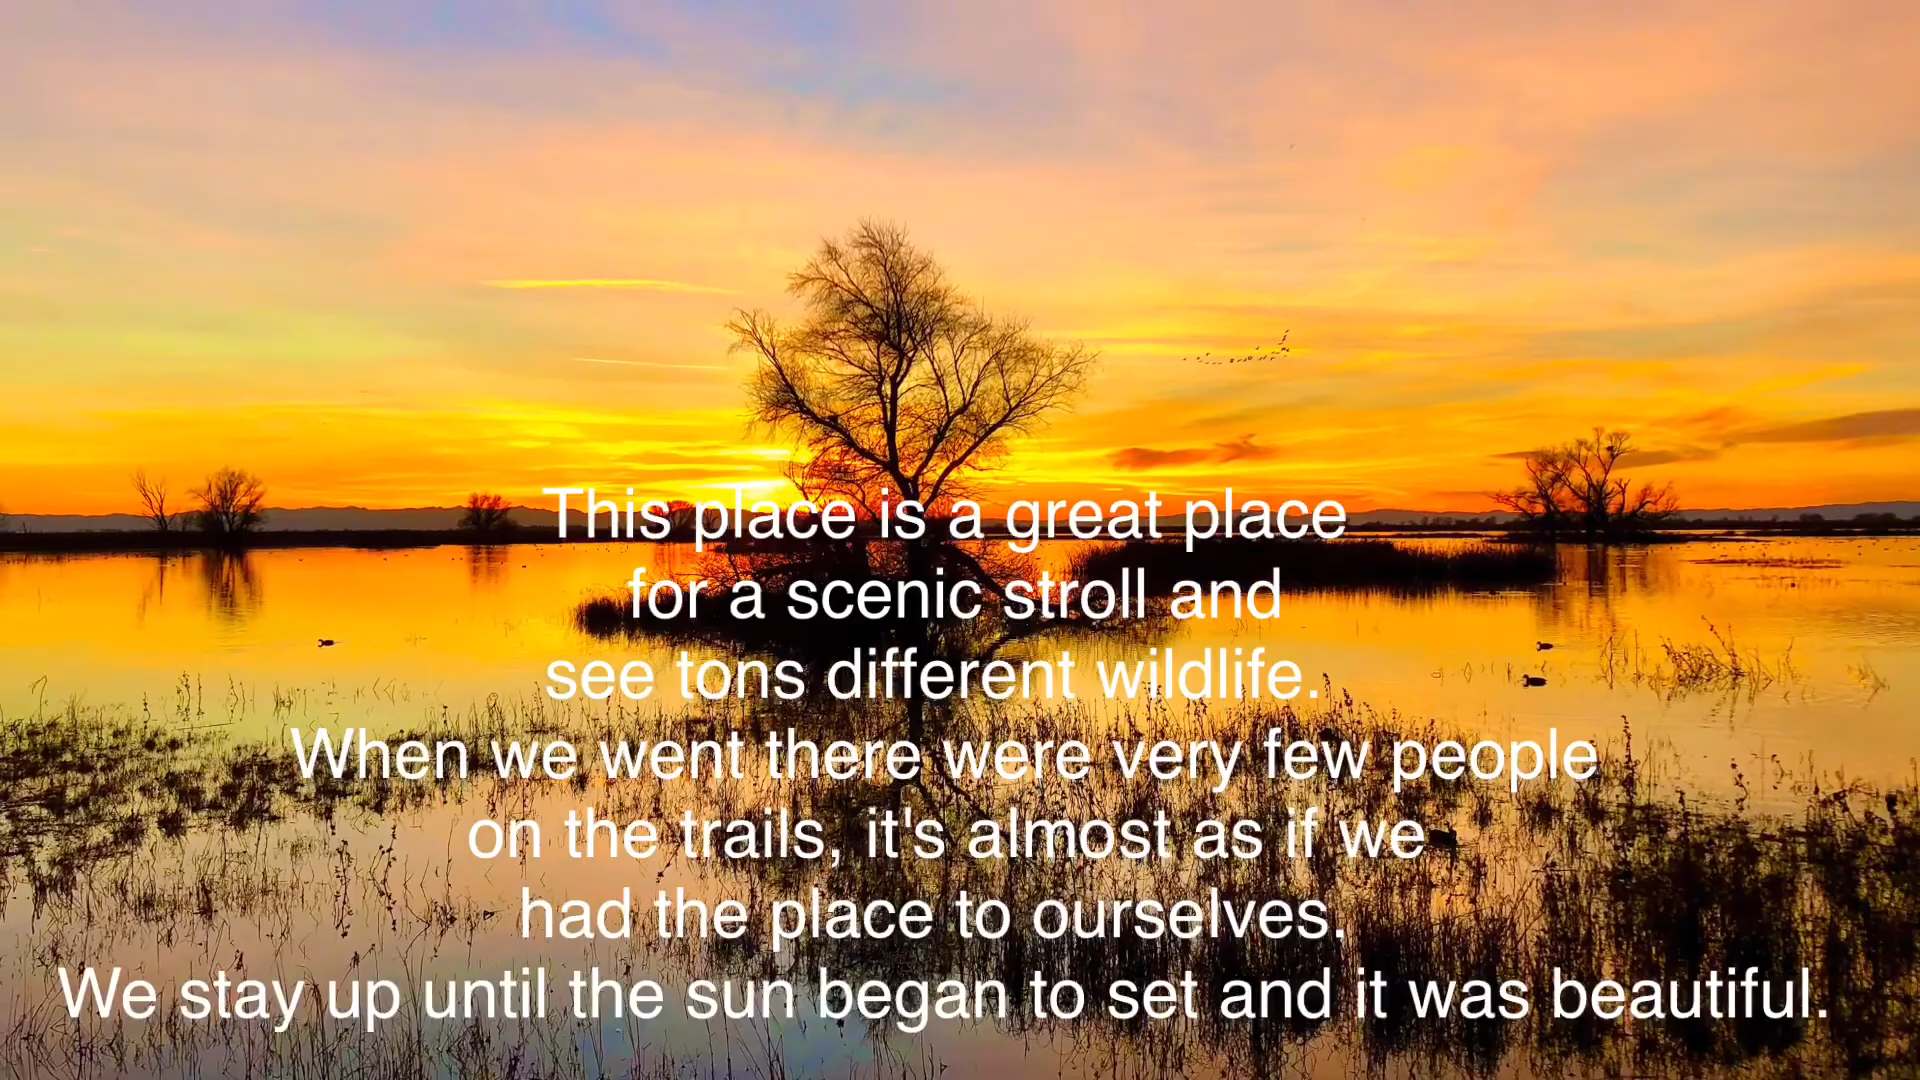 This place is a great place
for a scenic stroll and
see tons different wildlife.
When we went there were very few people
on the trails, it's almost as if we
had the place to ourselves.
We stay up until the sun began to set and it was beautiful.